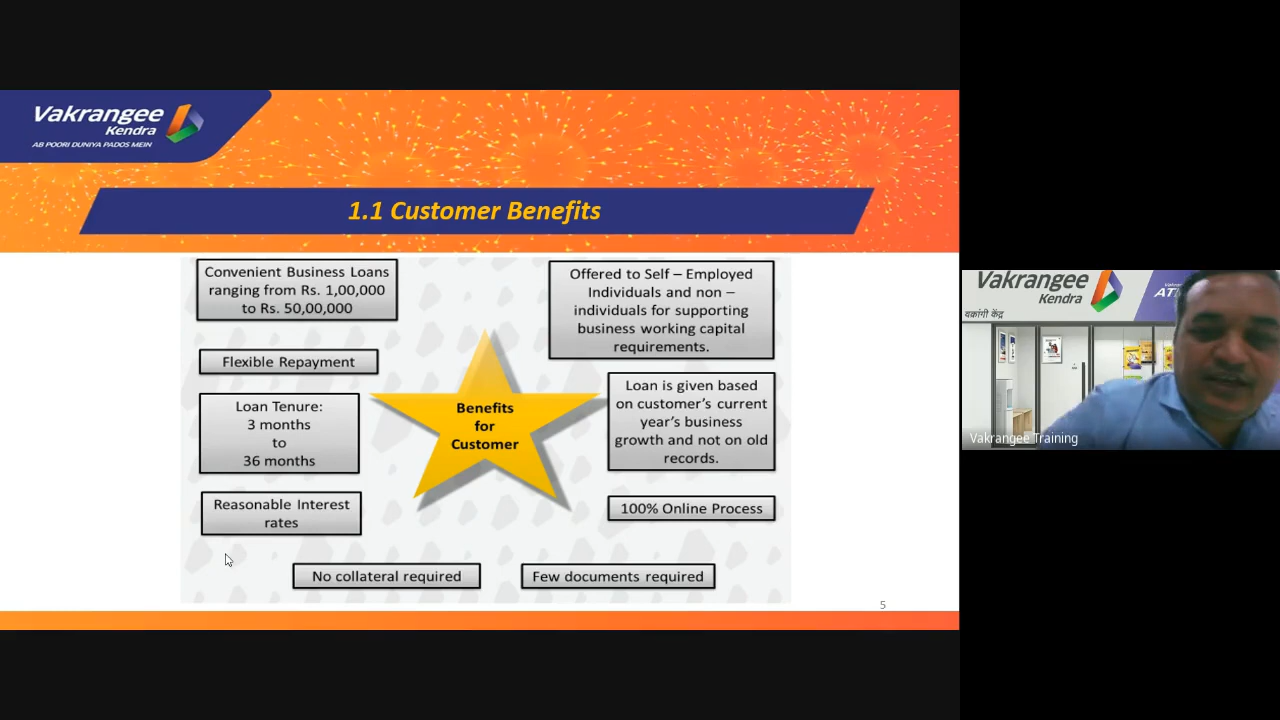 Vakrangee
Kendra
AB POORI DUNIYA PADOS MEIN
1.1 Customer Benefits
Convenient Business Loans
ranging from Rs. 1,00,000
to Rs. 50,00,000
Flexible Repayment
Loan Tenure:
3 months
to
36 months
Reasonable Interest
rates
No collateral required
Benefits
for
Customer
Offered to Self – Employed
Individuals and non –
individuals for supporting
business working capital
requirements.
Loan is given based
on customer’s current
year’s business
growth and not on old
records.
100% Online Process
Few documents required
5
Vakrangee
Kendra
वक्रांगी केंद्र
Vakrangee Training